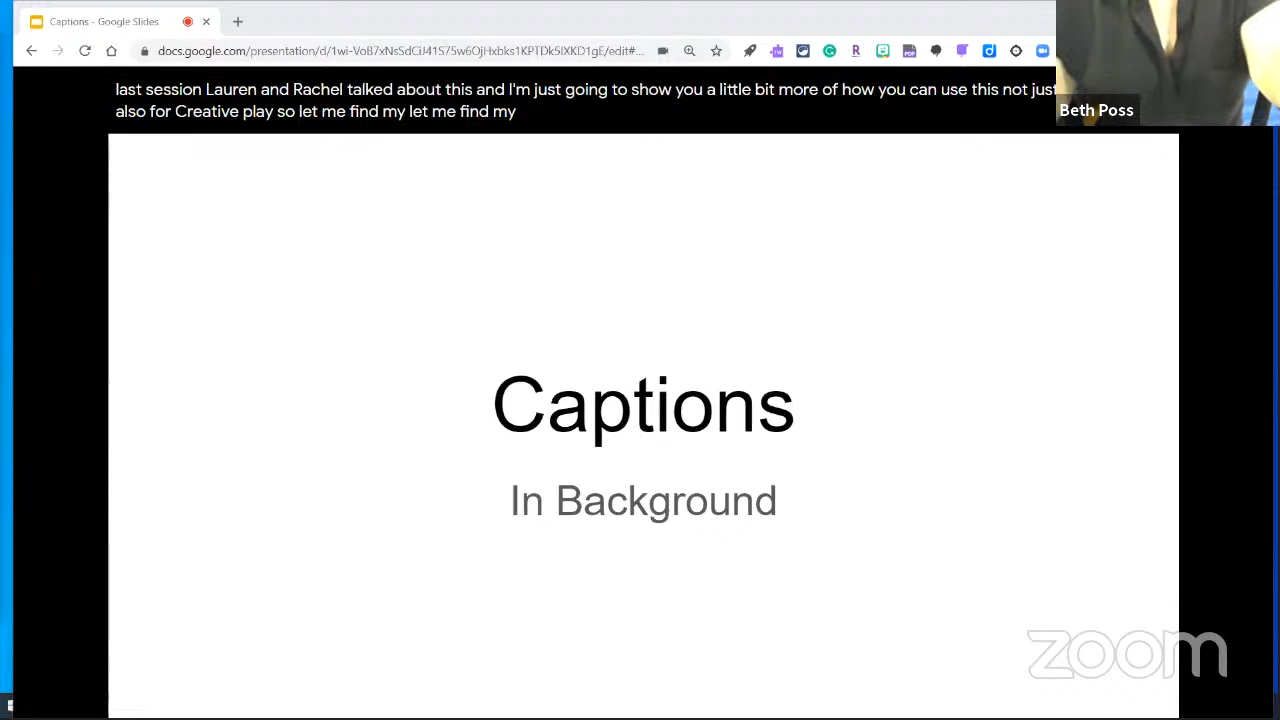 Captions - Google Slides
docs.google.com/presentation/d/1wi-VoB7xNsSdCiJ41S75w6OjHxbks1KPTDk5lXKD1gE/edit#...
last session Lauren and Rachel talked about this and I'm just going to show you a little bit more of how you can use this not just
also for Creative play so let me find my let me find my
Beth Poss
Captions
In Background
zoom